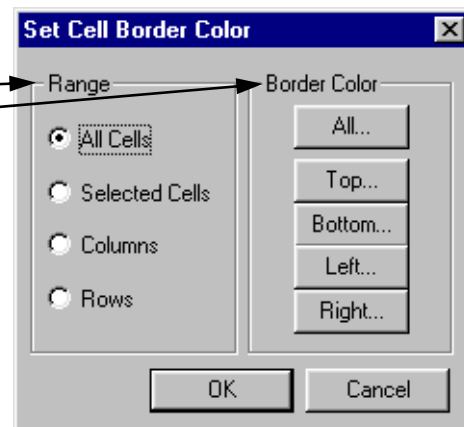 Set Cell Border Color
Range
Border Color
All Cells
All...
Selected Cells
Top...
Columns
Bottom...
Rows
Left...
Right...
OK
Cancel